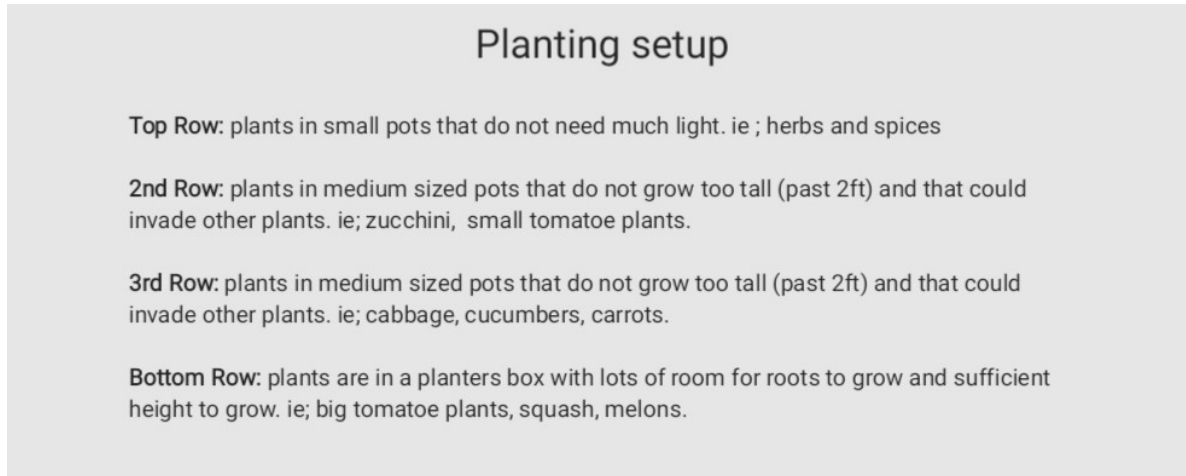 Planting setup
Top Row: plants in small pots that do not need much light. ie ; herbs and spices
2nd Row: plants in medium sized pots that do not grow too tall (past 2ft) and that could
invade other plants. ie; zucchini,  small tomatoe plants.
3rd Row: plants in medium sized pots that do not grow too tall (past 2ft) and that could
invade other plants. ie; cabbage, cucumbers, carrots.
Bottom Row: plants are in a planters box with lots of room for roots to grow and sufficient
height to grow. ie; big tomatoe plants, squash, melons.